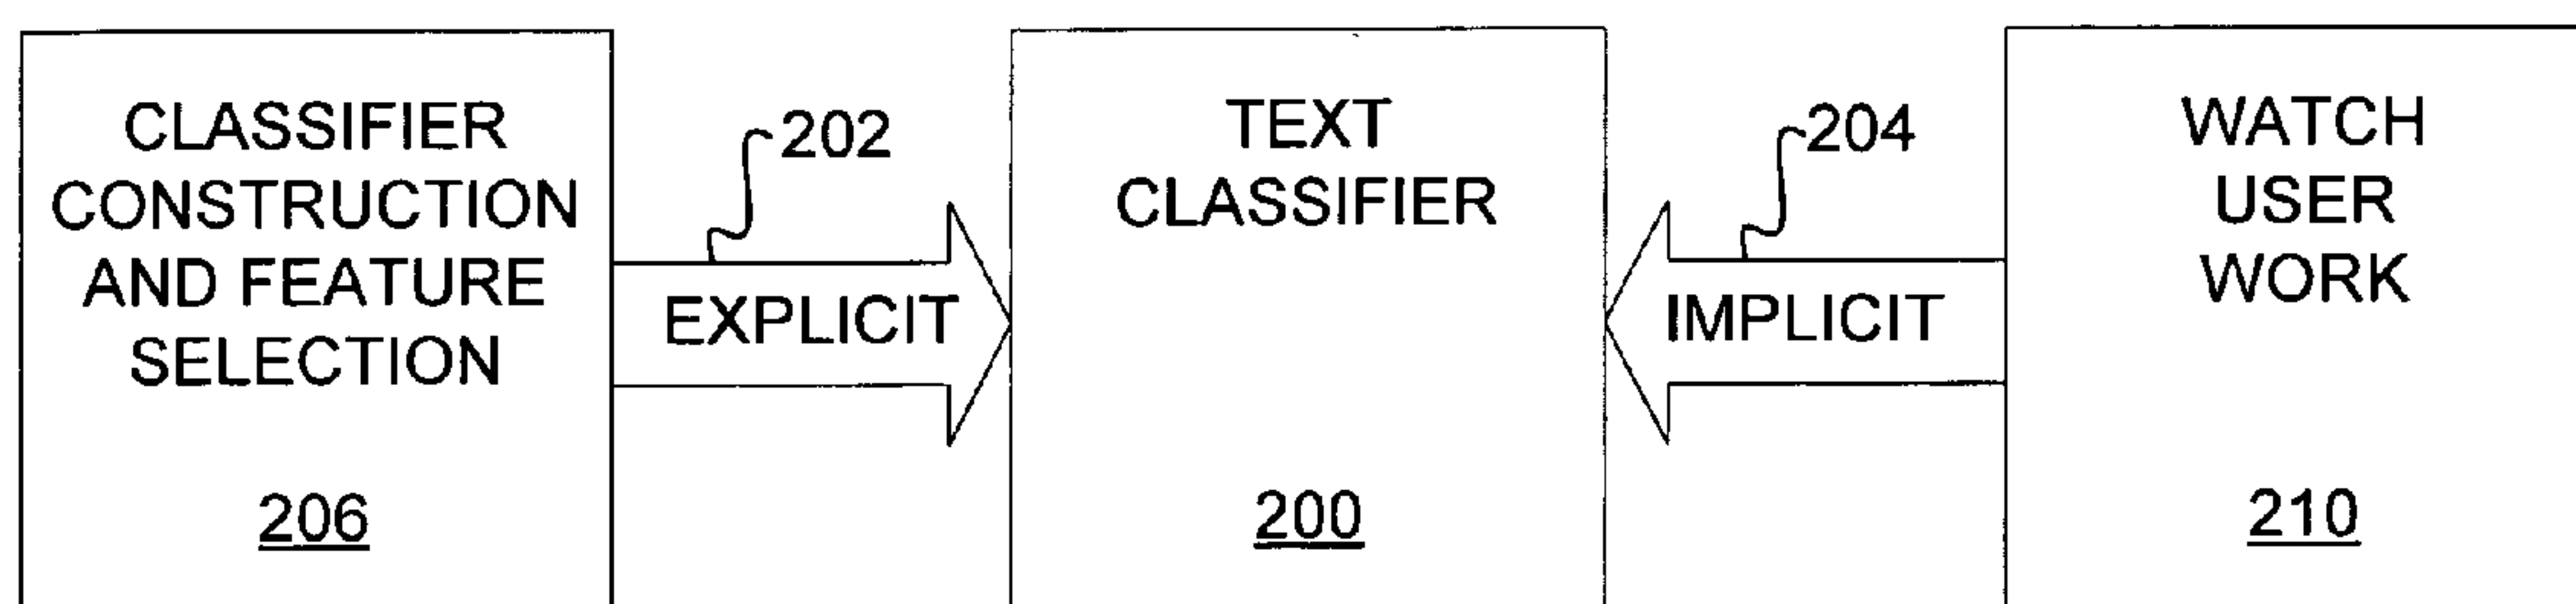 CLASSIFIER
CONSTRUCTION
AND FEATURE
SELECTION
206
202
EXPLICIT
TEXT
CLASSIFIER
200
204
IMPLICIT
WATCH
USER
WORK
210